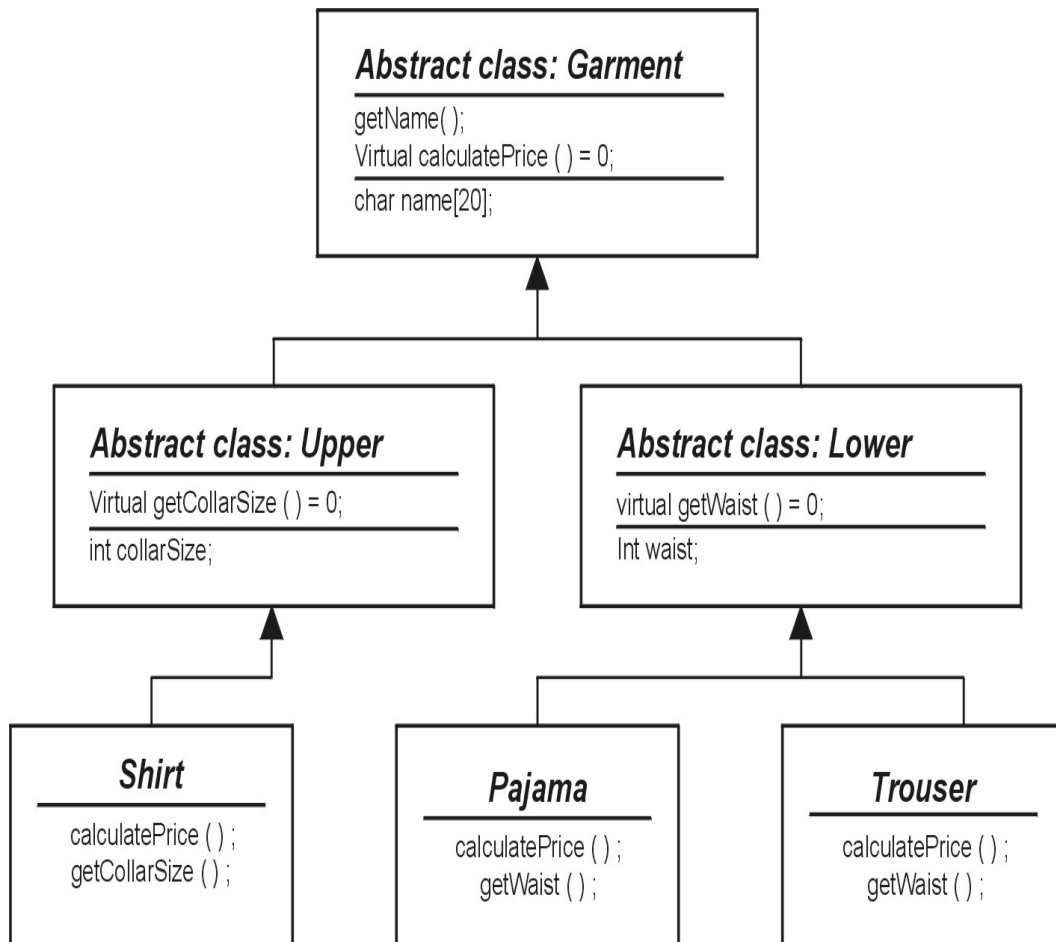 Abstract class: Garment
getName( );
Virtual calculatePrice ( ) = 0;
char name[20];
Abstract class: Upper
Virtual getCollarSize ( ) = 0;
int collarSize;
Abstract class: Lower
virtual getWaist ( ) = 0;
Int waist;
Shirt
calculatePrice ( ) ;
getCollarSize ( ) ;
Pajama
calculatePrice ( ) ;
getWaist ( ) ;
Trouser
calculatePrice ( ) ;
getWaist ( ) ;